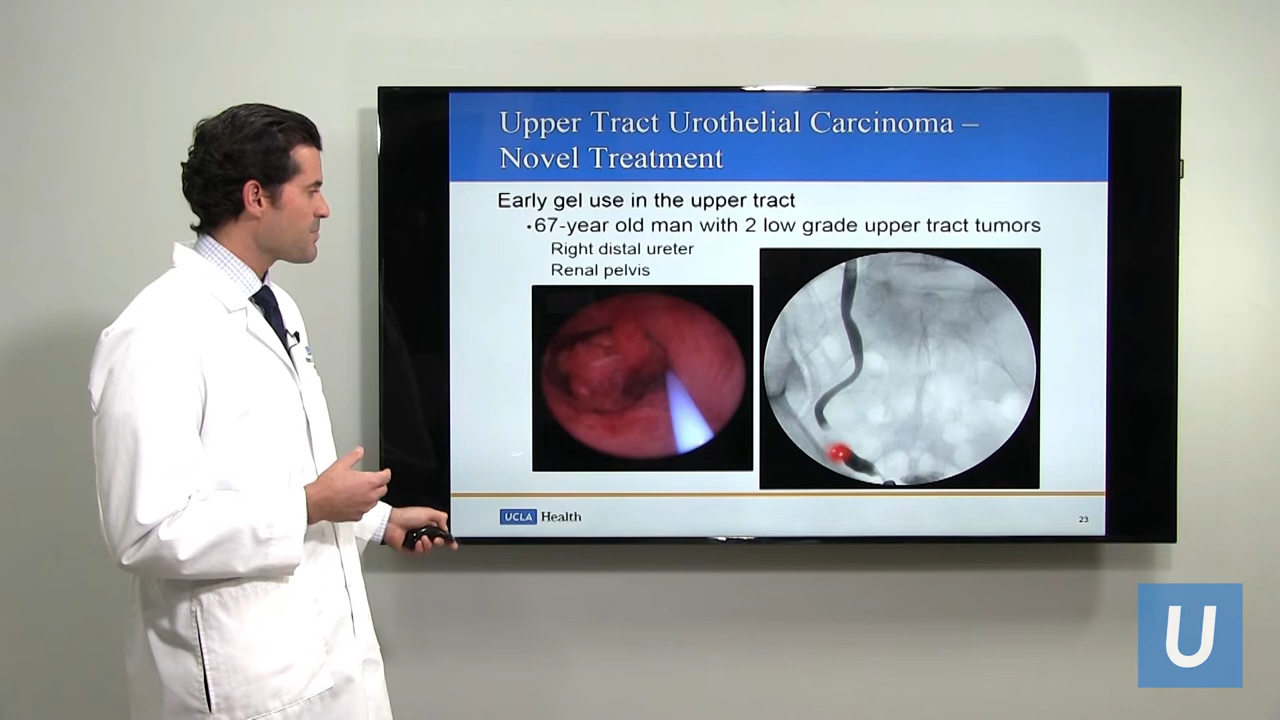 Upper Tract Urothelial Carcinoma –
Novel Treatment
Early gel use in the upper tract
•67-year old man with 2 low grade upper tract tumors
Right distal ureter
Renal pelvis
UCLA Health
23
U